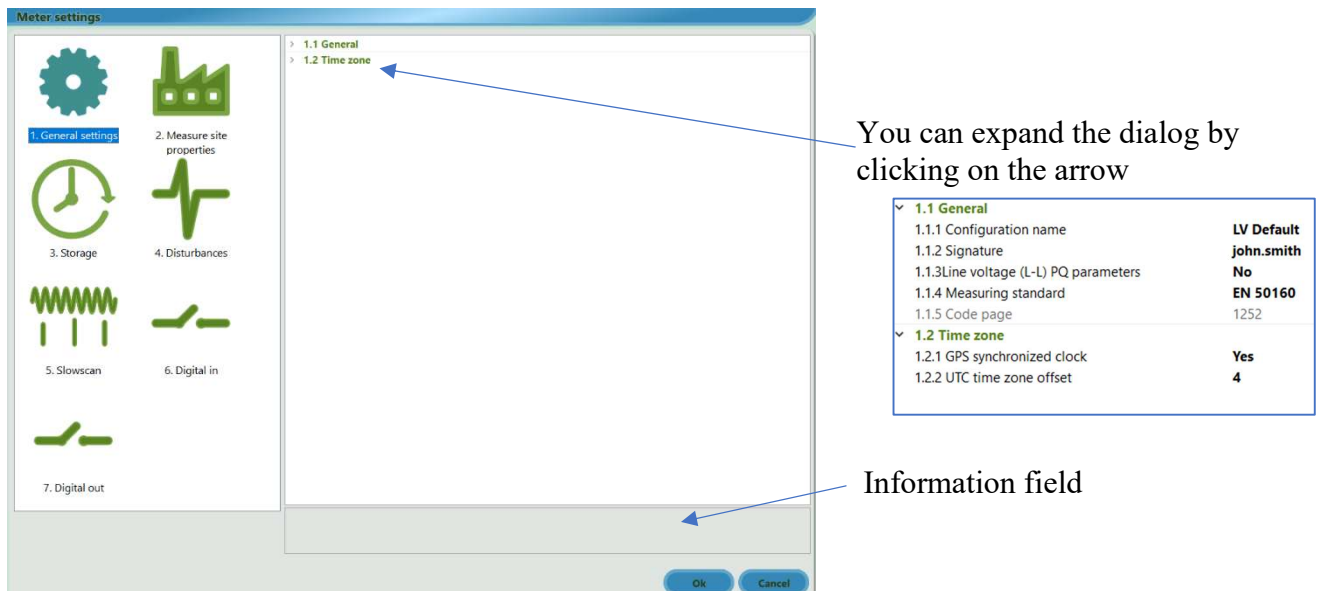 Meter settings
1. General settings
2. Measure site
properties
3. Storage
4. Disturbances
5. Slowscan
6. Digital in
7. Digital out
1.1 General
1.2 Time zone
Ok
Cancel
You can expand the dialog by
clicking on the arrow
1.1 General
1.1.1 Configuration name LV Default
1.1.2 Signature john.smith
1.1.3Line voltage (L-L) PQ parameters No
1.1.4 Measuring standard EN 50160
1.1.5 Code page 1252
1.2 Time zone
1.2.1 GPS synchronized clock Yes
1.2.2 UTC time zone offset 4
Information field